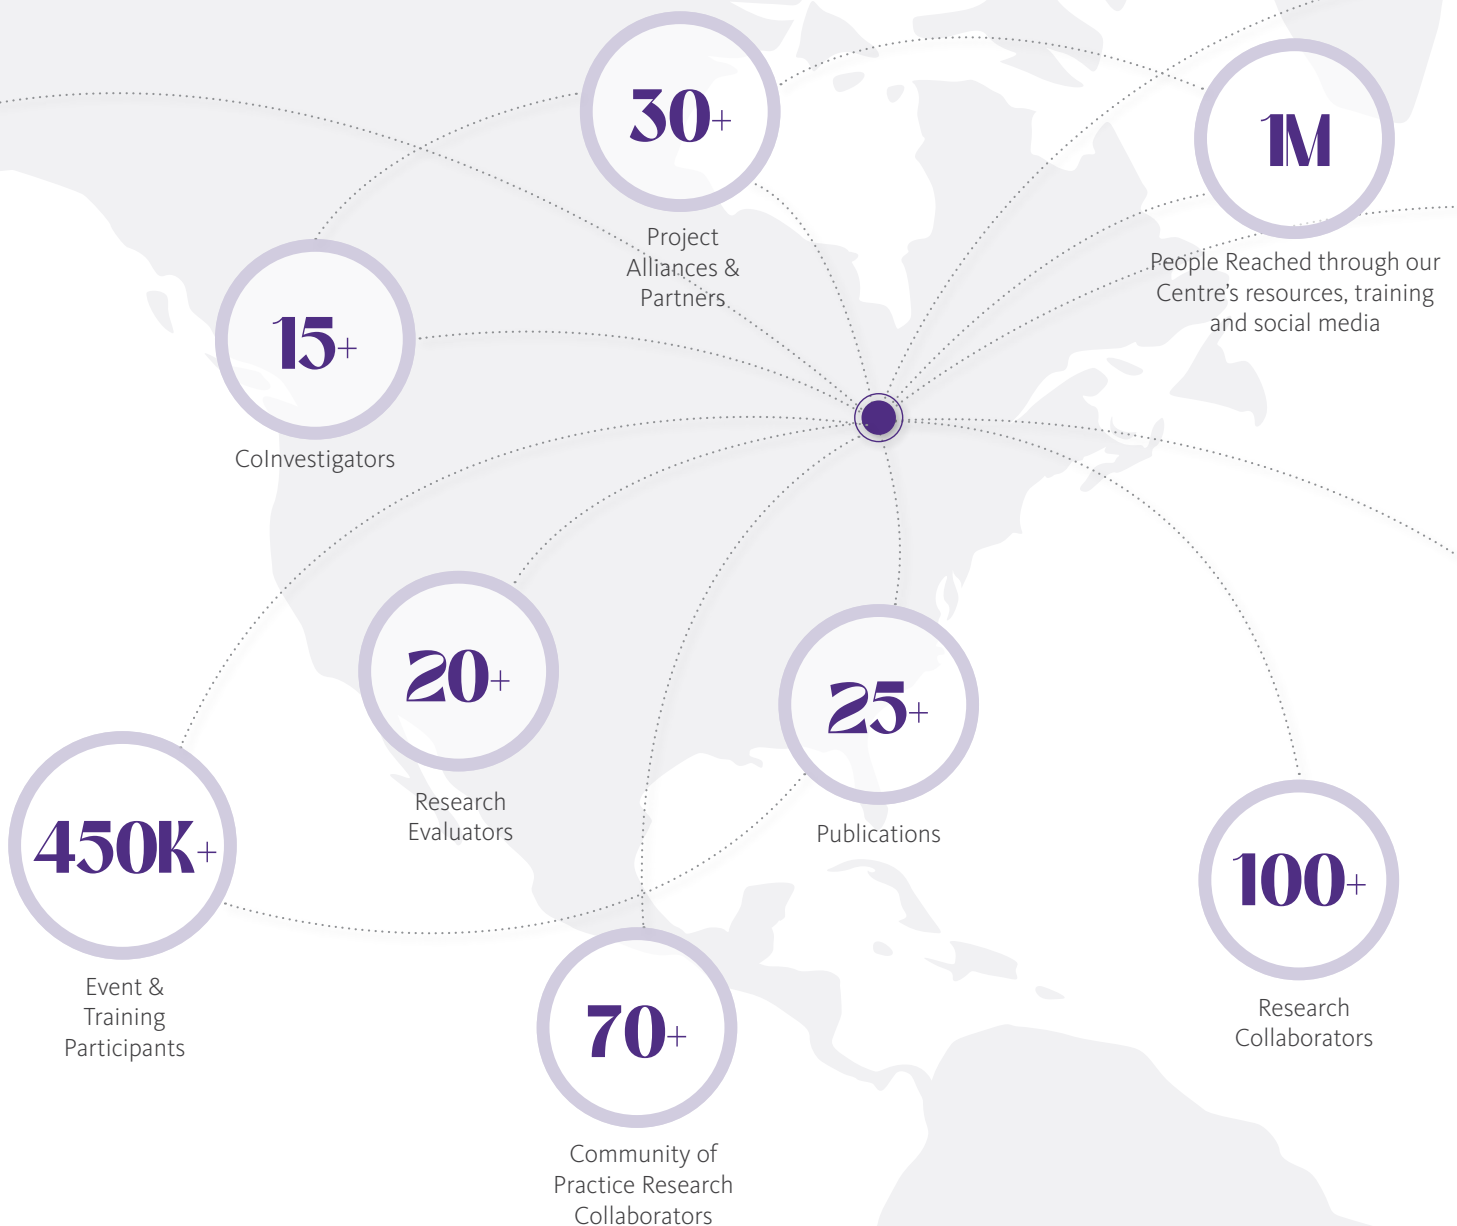 30+
Project
Alliances &
Partners
1M
People Reached through our
Centre's resources, training
and social media
15+
CoInvestigators
20+
Research
Evaluators
25+
Publications
450K+
Event &
Training
Participants
100+
Research
Collaborators
70+
Community of
Practice Research
Collaborators